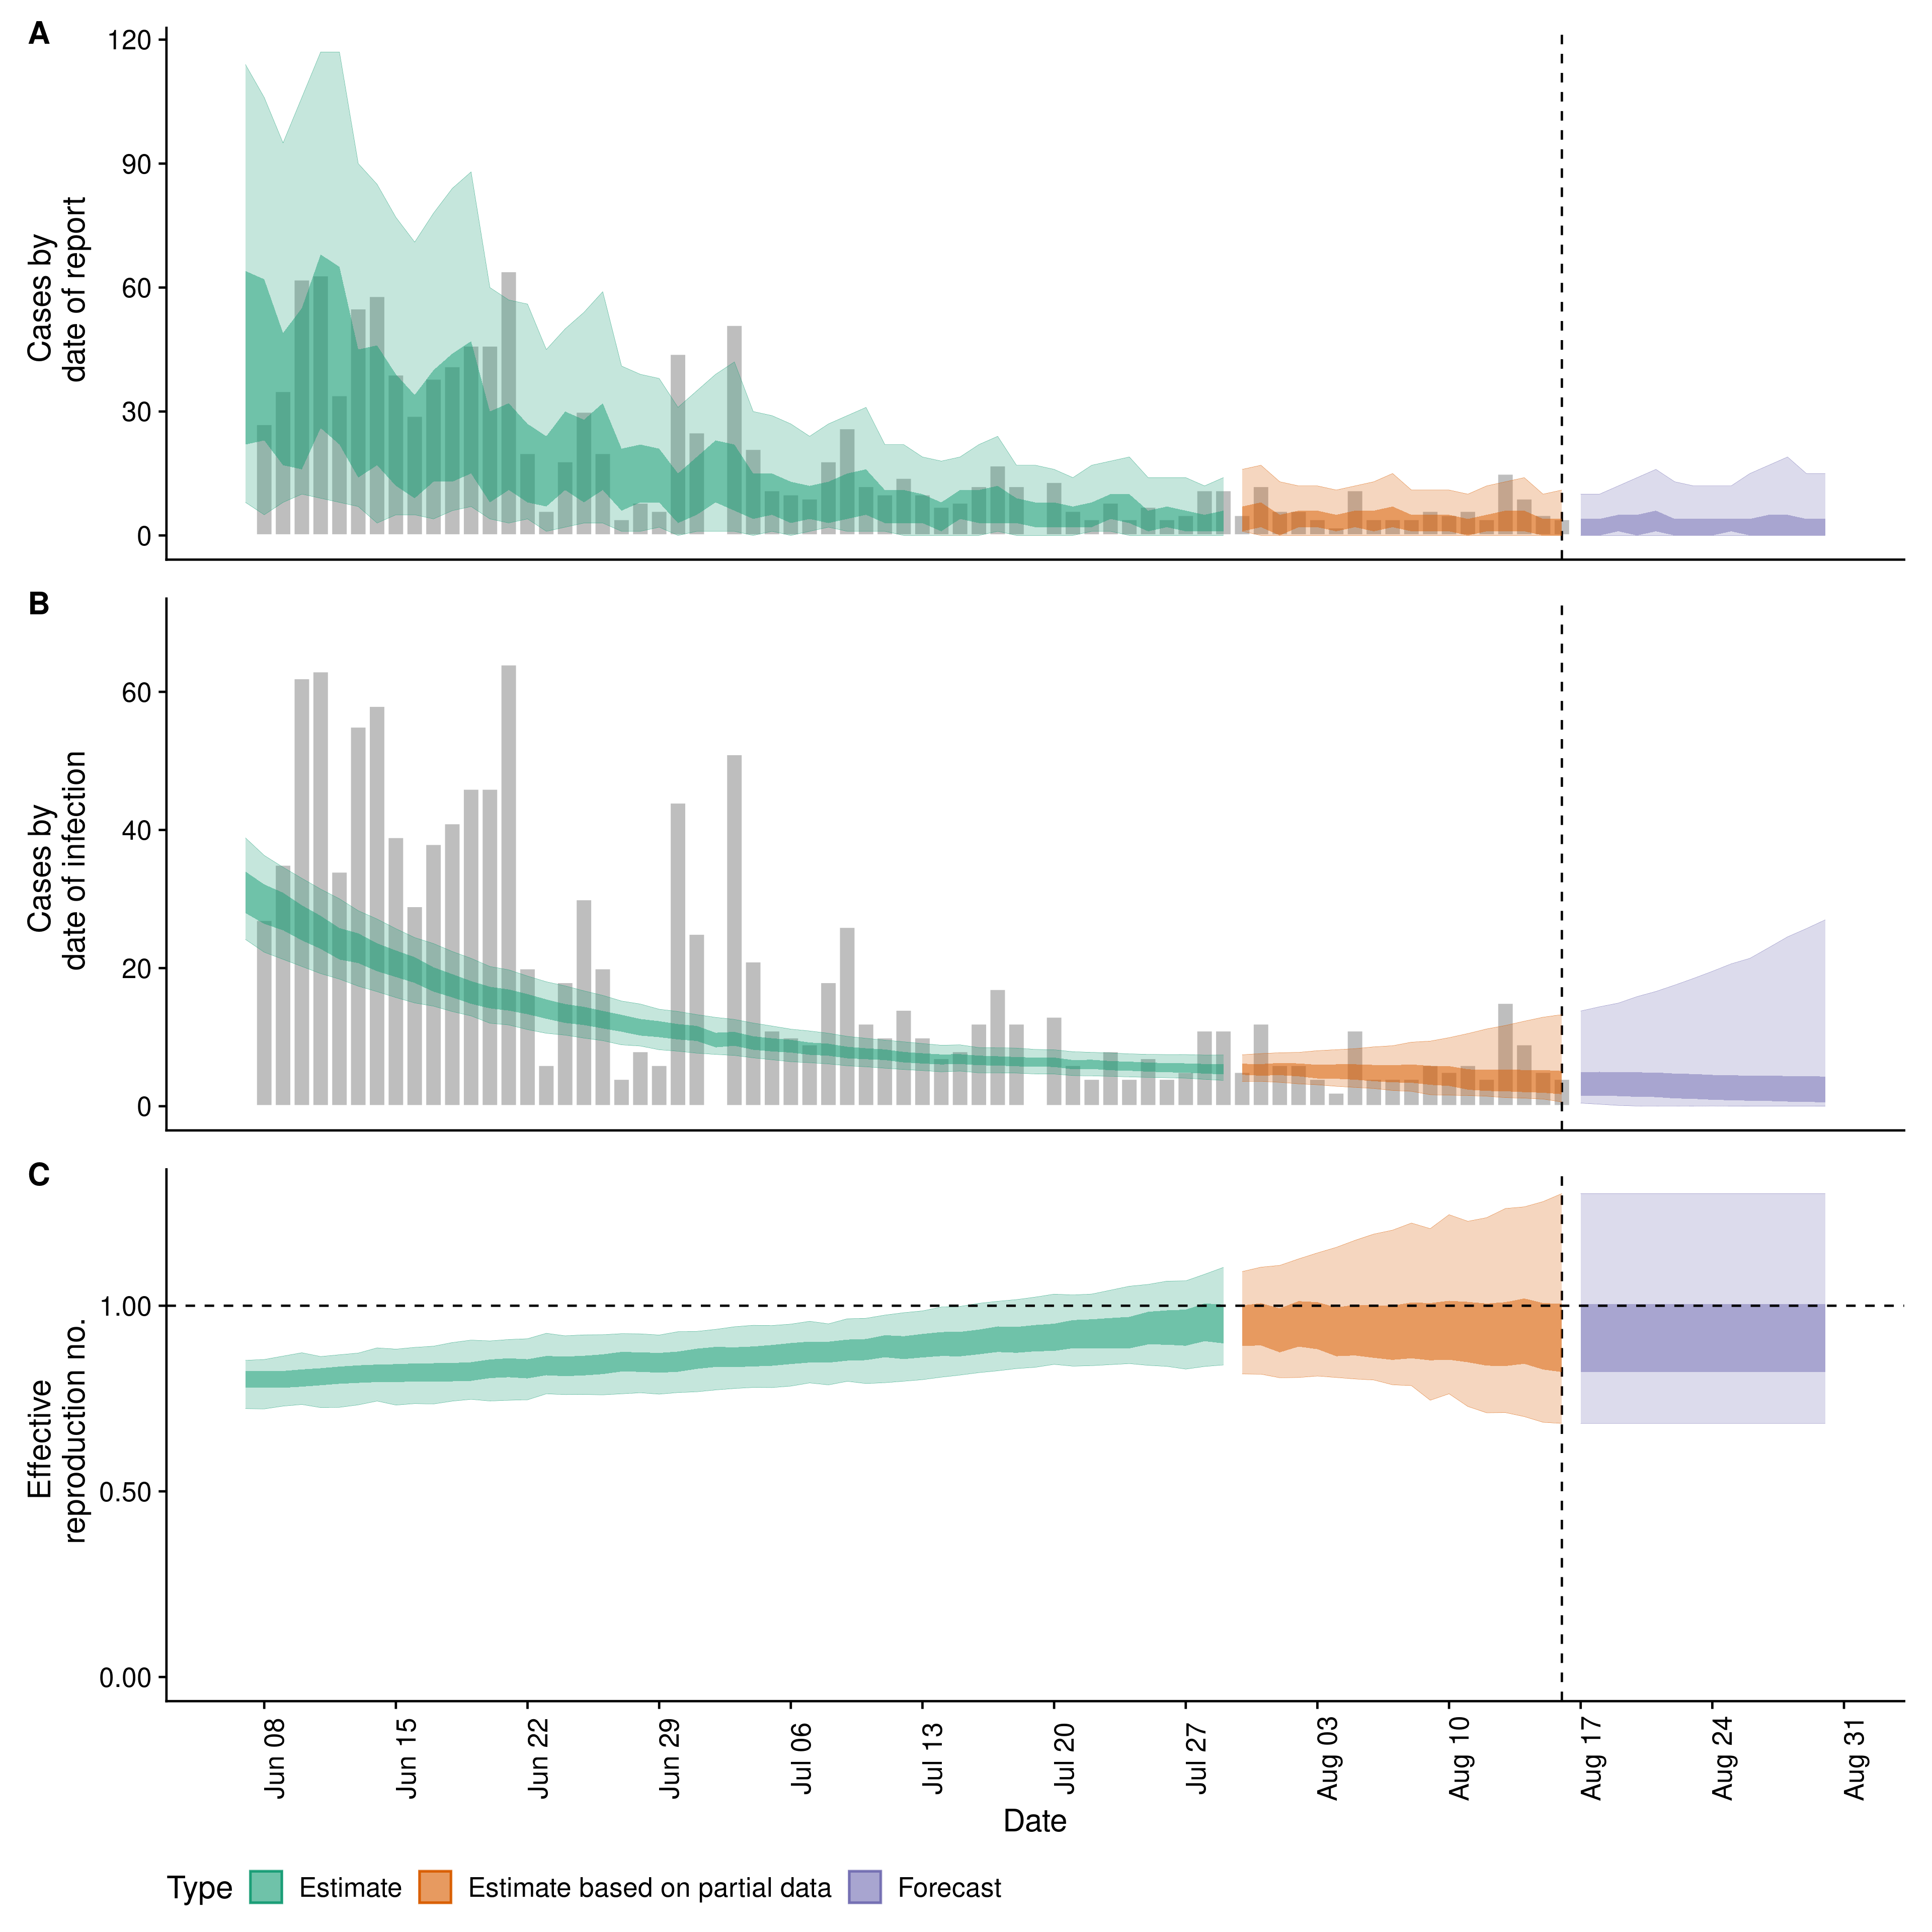 A
120
90
60
30
0
Cases by
date of report
B
60
40
20
0
Cases by
date of infection
C
1.00
0.50
0.00
Effective
reproduction no.
Jun 08
Jun 15
Jun 22
Jun 29
Jul 06
Jul 13
Jul 20
Jul 27
Aug 03
Aug 10
Aug 17
Aug 24
Aug 31
Date
Type Estimate Estimate based on partial data Forecast